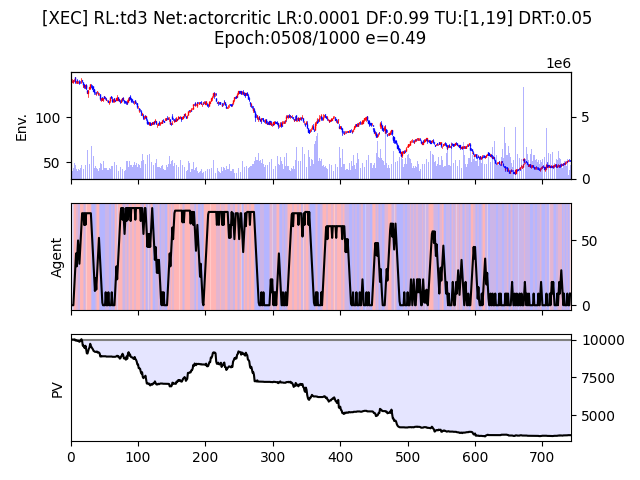 [XEC] RL:td3 Net:actorcritic LR:0.0001 DF:0.99 TU:[1,19] DRT:0.05
Epoch:0508/1000 e=0.49
1e6
Env.
100
50
5
0
Agent
50
0
PV
10000
7500
5000
0 100 200 300 400 500 600 700